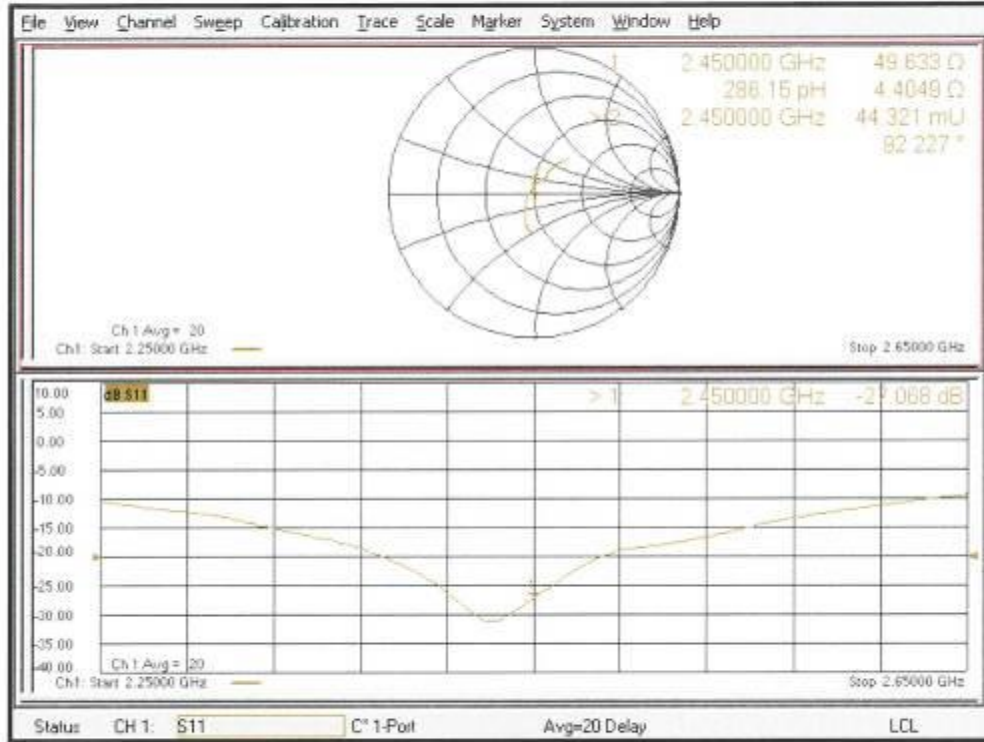 File View Channel Sweep Calibration Trace Scale Marker System Window Help
1 2.450000 GHz 49.633 Ω
286.15 pH 4.4049 Ω
>2 2.450000 GHz 44.321 mU
92.227 °
Ch 1 Avg = 20
Ch1: Start 2.25000 GHz Stop 2.65000 GHz
10.00 dB S11 > 1: 2.450000 GHz -27.068 dB
5.00
0.00
-5.00
-10.00
-15.00
-20.00
-25.00
-30.00
-35.00
-40.00 Ch 1 Avg = 20
Ch1: Start 2.25000 GHz Stop 2.65000 GHz
Status CH 1: S11 C* 1-Port Avg=20 Delay LCL